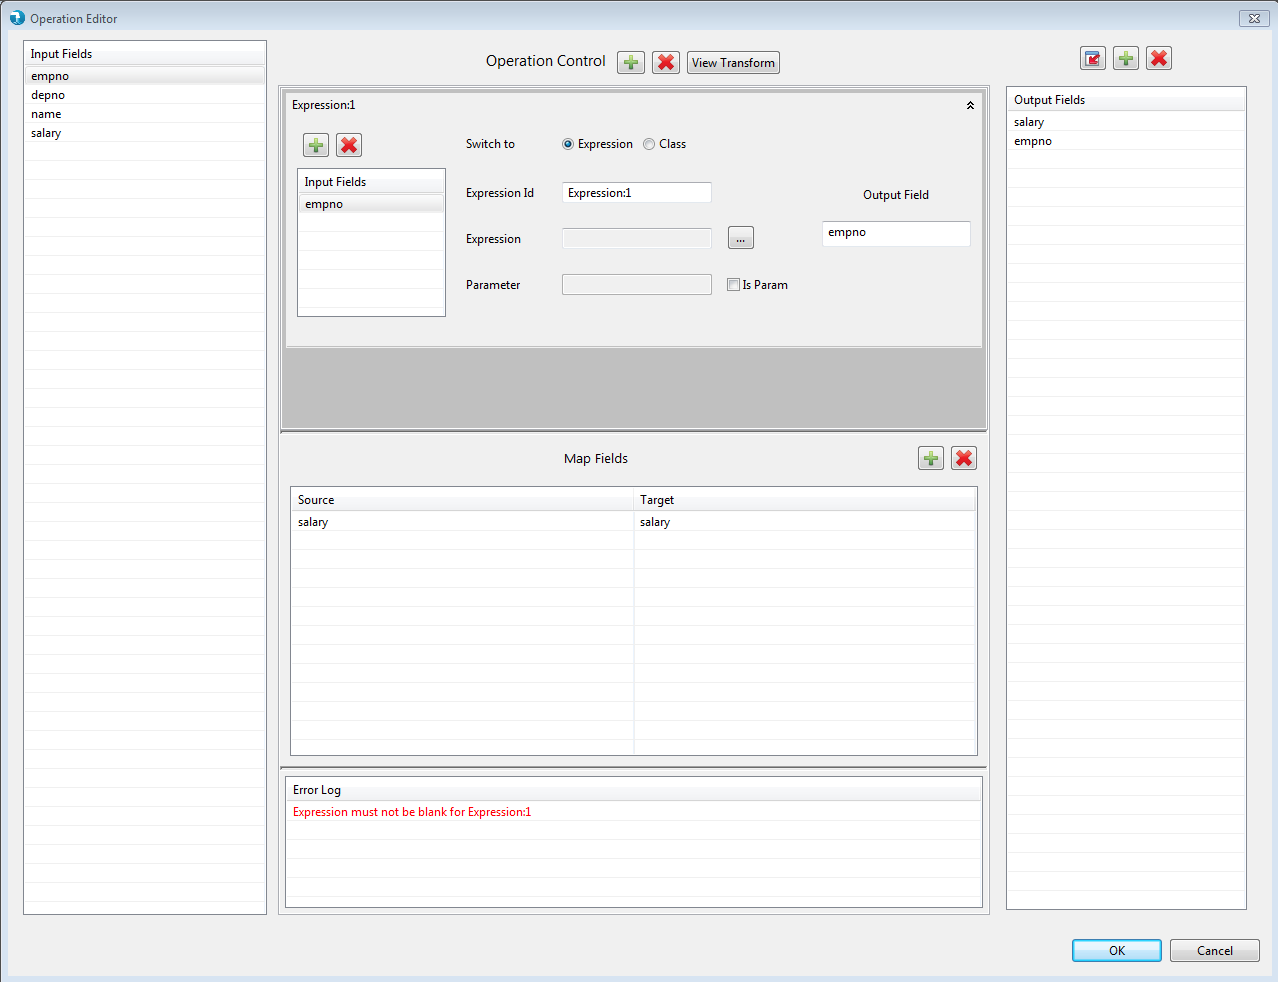 Operation Editor
Input Fields
empno
depno
name
salary
Operation Control
View Transform
Expression:1
Switch to
Expression
Class
Input Fields
empno
Expression Id
Expression:1
Expression
...
Parameter
Is Param
Output Field
empno
Map Fields
Source
Target
salary
salary
Error Log
Expression must not be blank for Expression:1
Output Fields
salary
empno
OK
Cancel